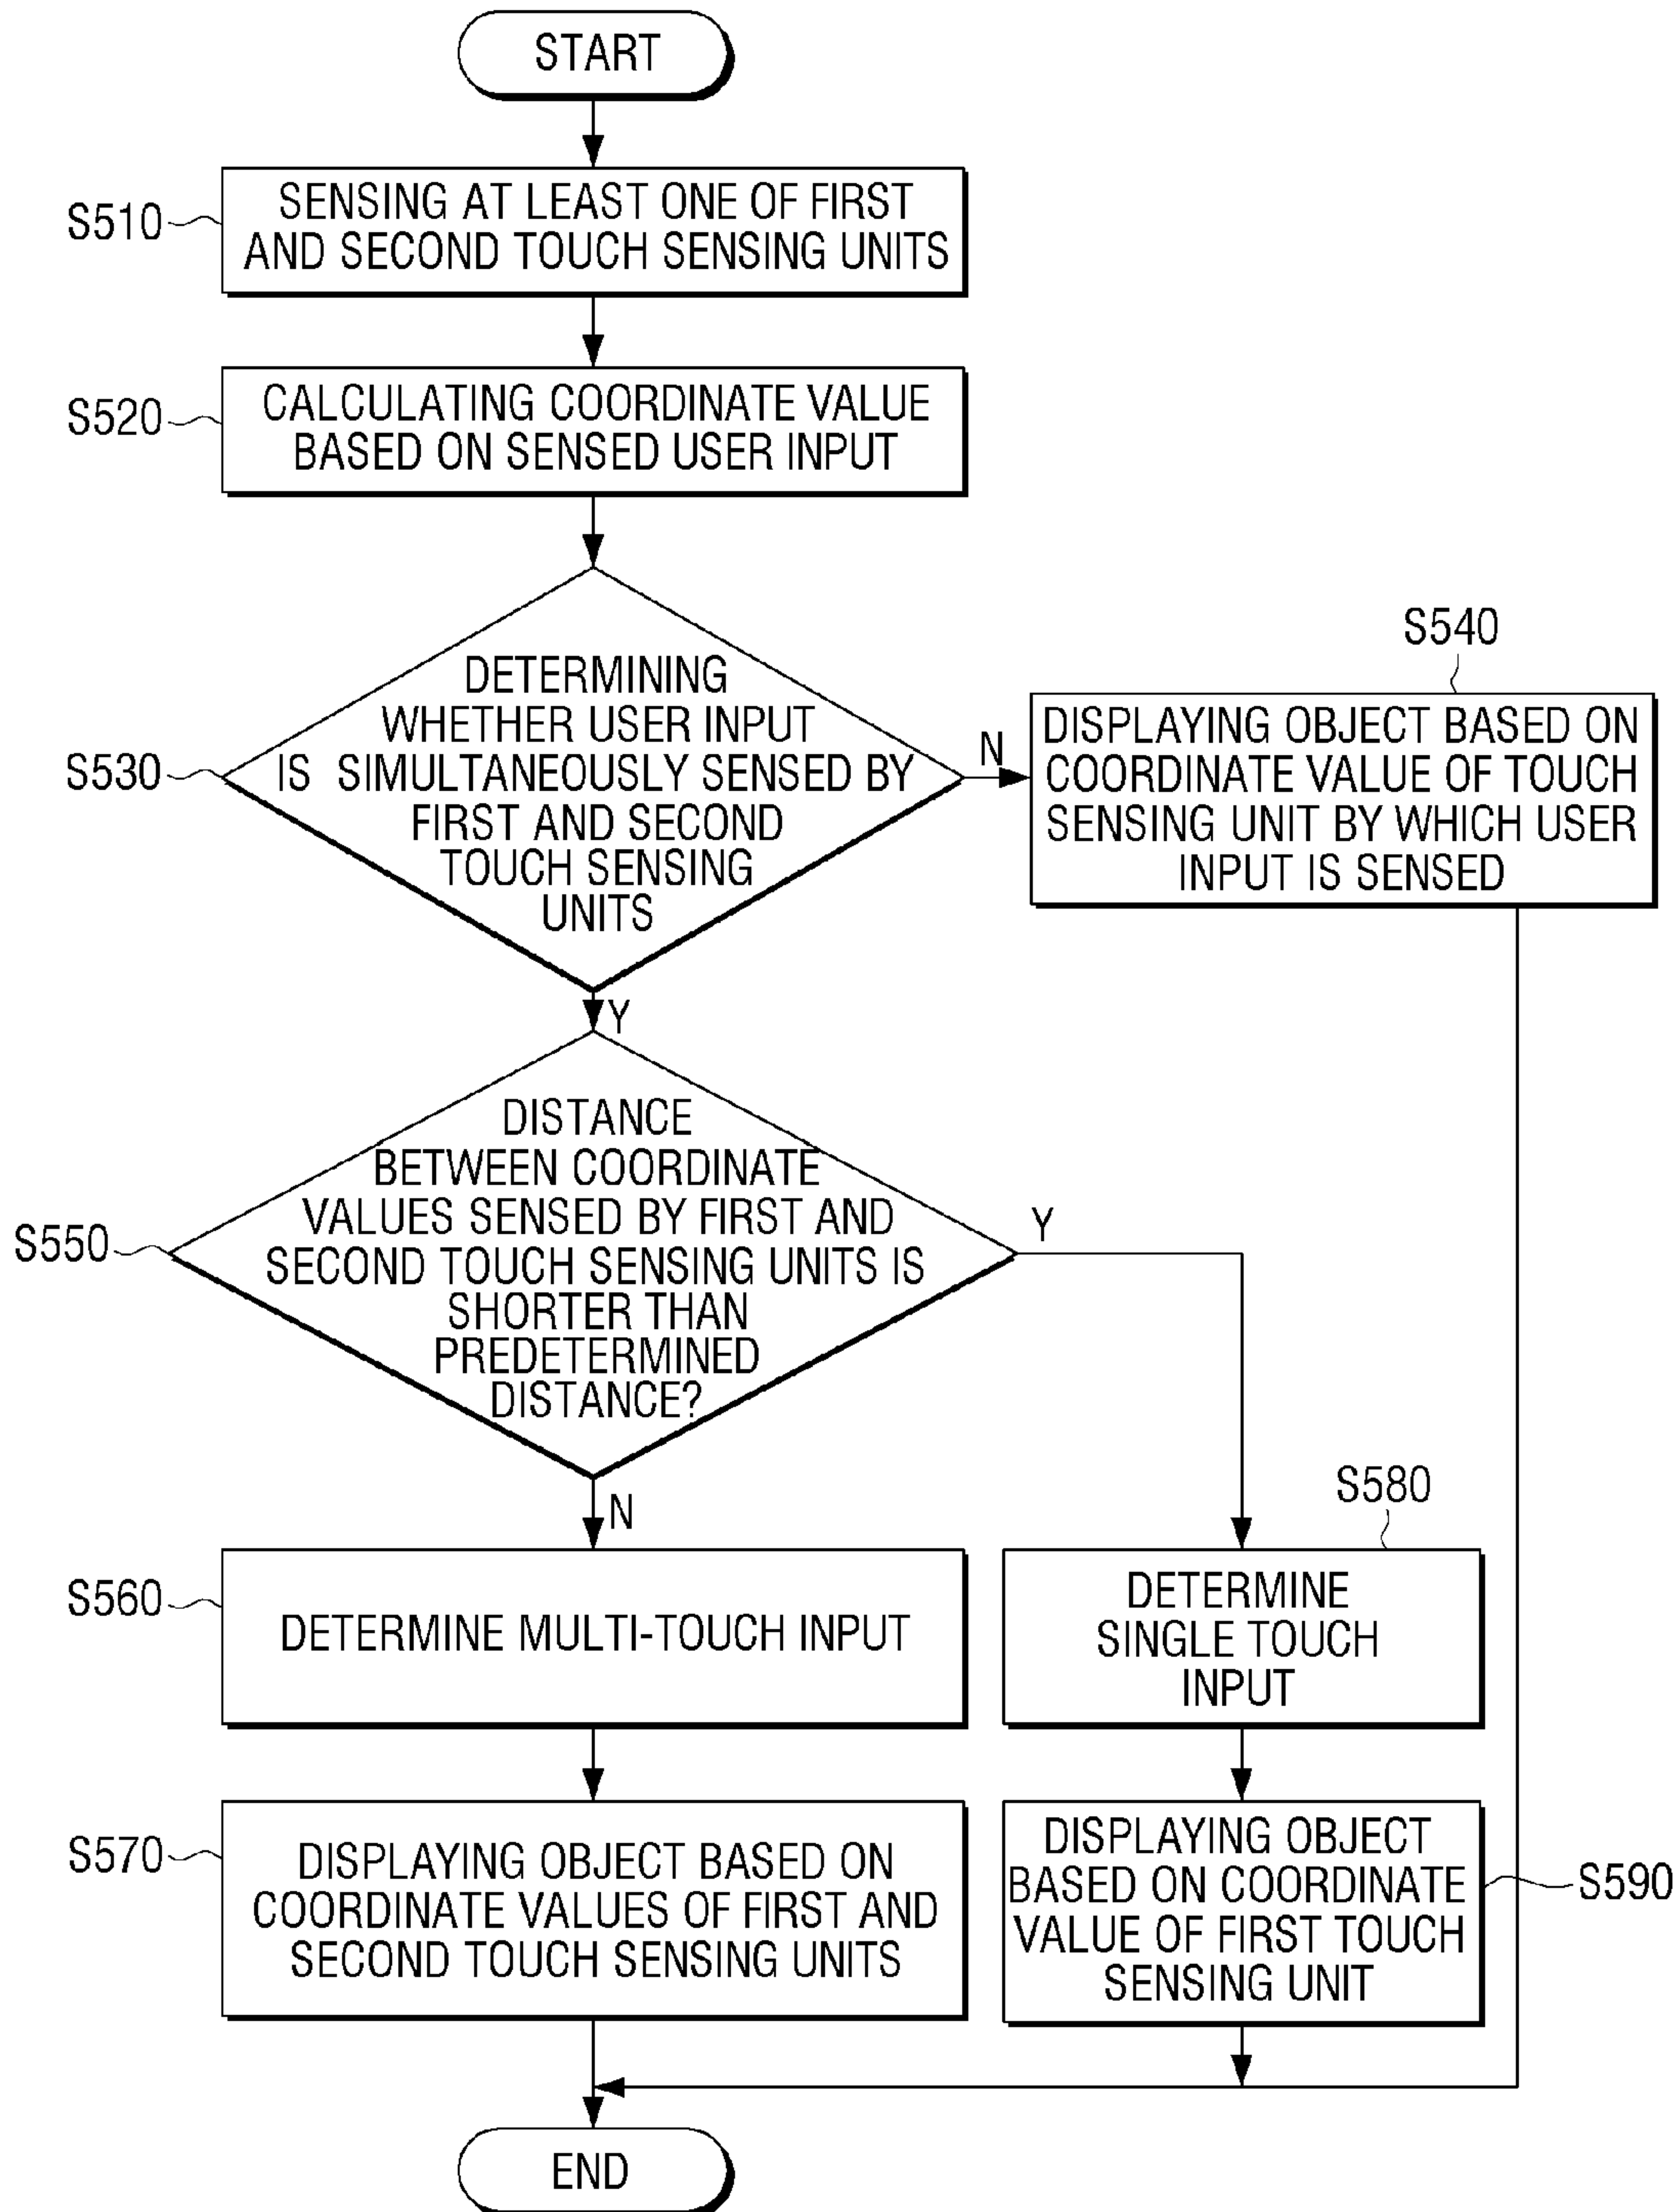 START
S510
SENSING AT LEAST ONE OF FIRST
AND SECOND TOUCH SENSING UNITS
S520
CALCULATING COORDINATE VALUE
BASED ON SENSED USER INPUT
S530
DETERMINING
WHETHER USER INPUT
IS SIMULTANEOUSLY SENSED BY
FIRST AND SECOND
TOUCH SENSING
UNITS
N
S540
DISPLAYING OBJECT BASED ON
COORDINATE VALUE OF TOUCH
SENSING UNIT BY WHICH USER
INPUT IS SENSED
Y
S550
DISTANCE
BETWEEN COORDINATE
VALUES SENSED BY FIRST AND
SECOND TOUCH SENSING UNITS IS
SHORTER THAN
PREDETERMINED
DISTANCE?
Y
N
S560
DETERMINE MULTI-TOUCH INPUT
S580
DETERMINE
SINGLE TOUCH
INPUT
S570
DISPLAYING OBJECT BASED ON
COORDINATE VALUES OF FIRST AND
SECOND TOUCH SENSING UNITS
DISPLAYING OBJECT
BASED ON COORDINATE
VALUE OF FIRST TOUCH
SENSING UNIT
S590
END